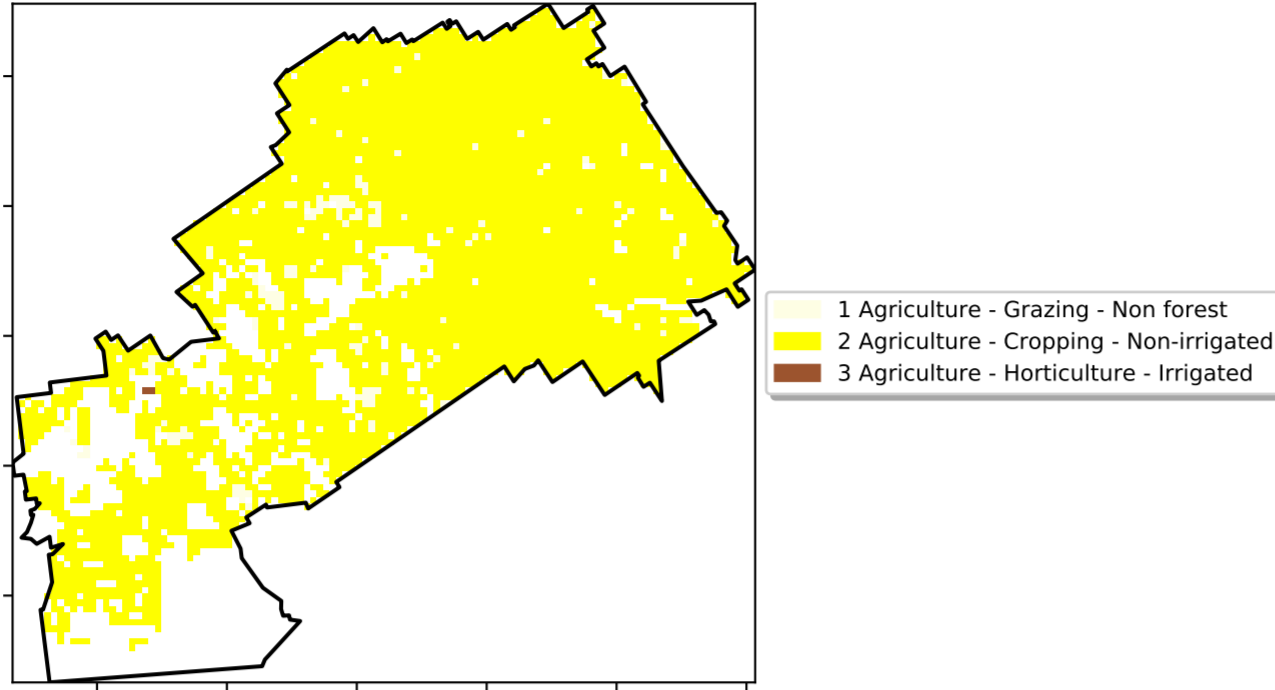 1 Agriculture - Grazing - Non forest
2 Agriculture - Cropping - Non-irrigated
3 Agriculture - Horticulture - Irrigated